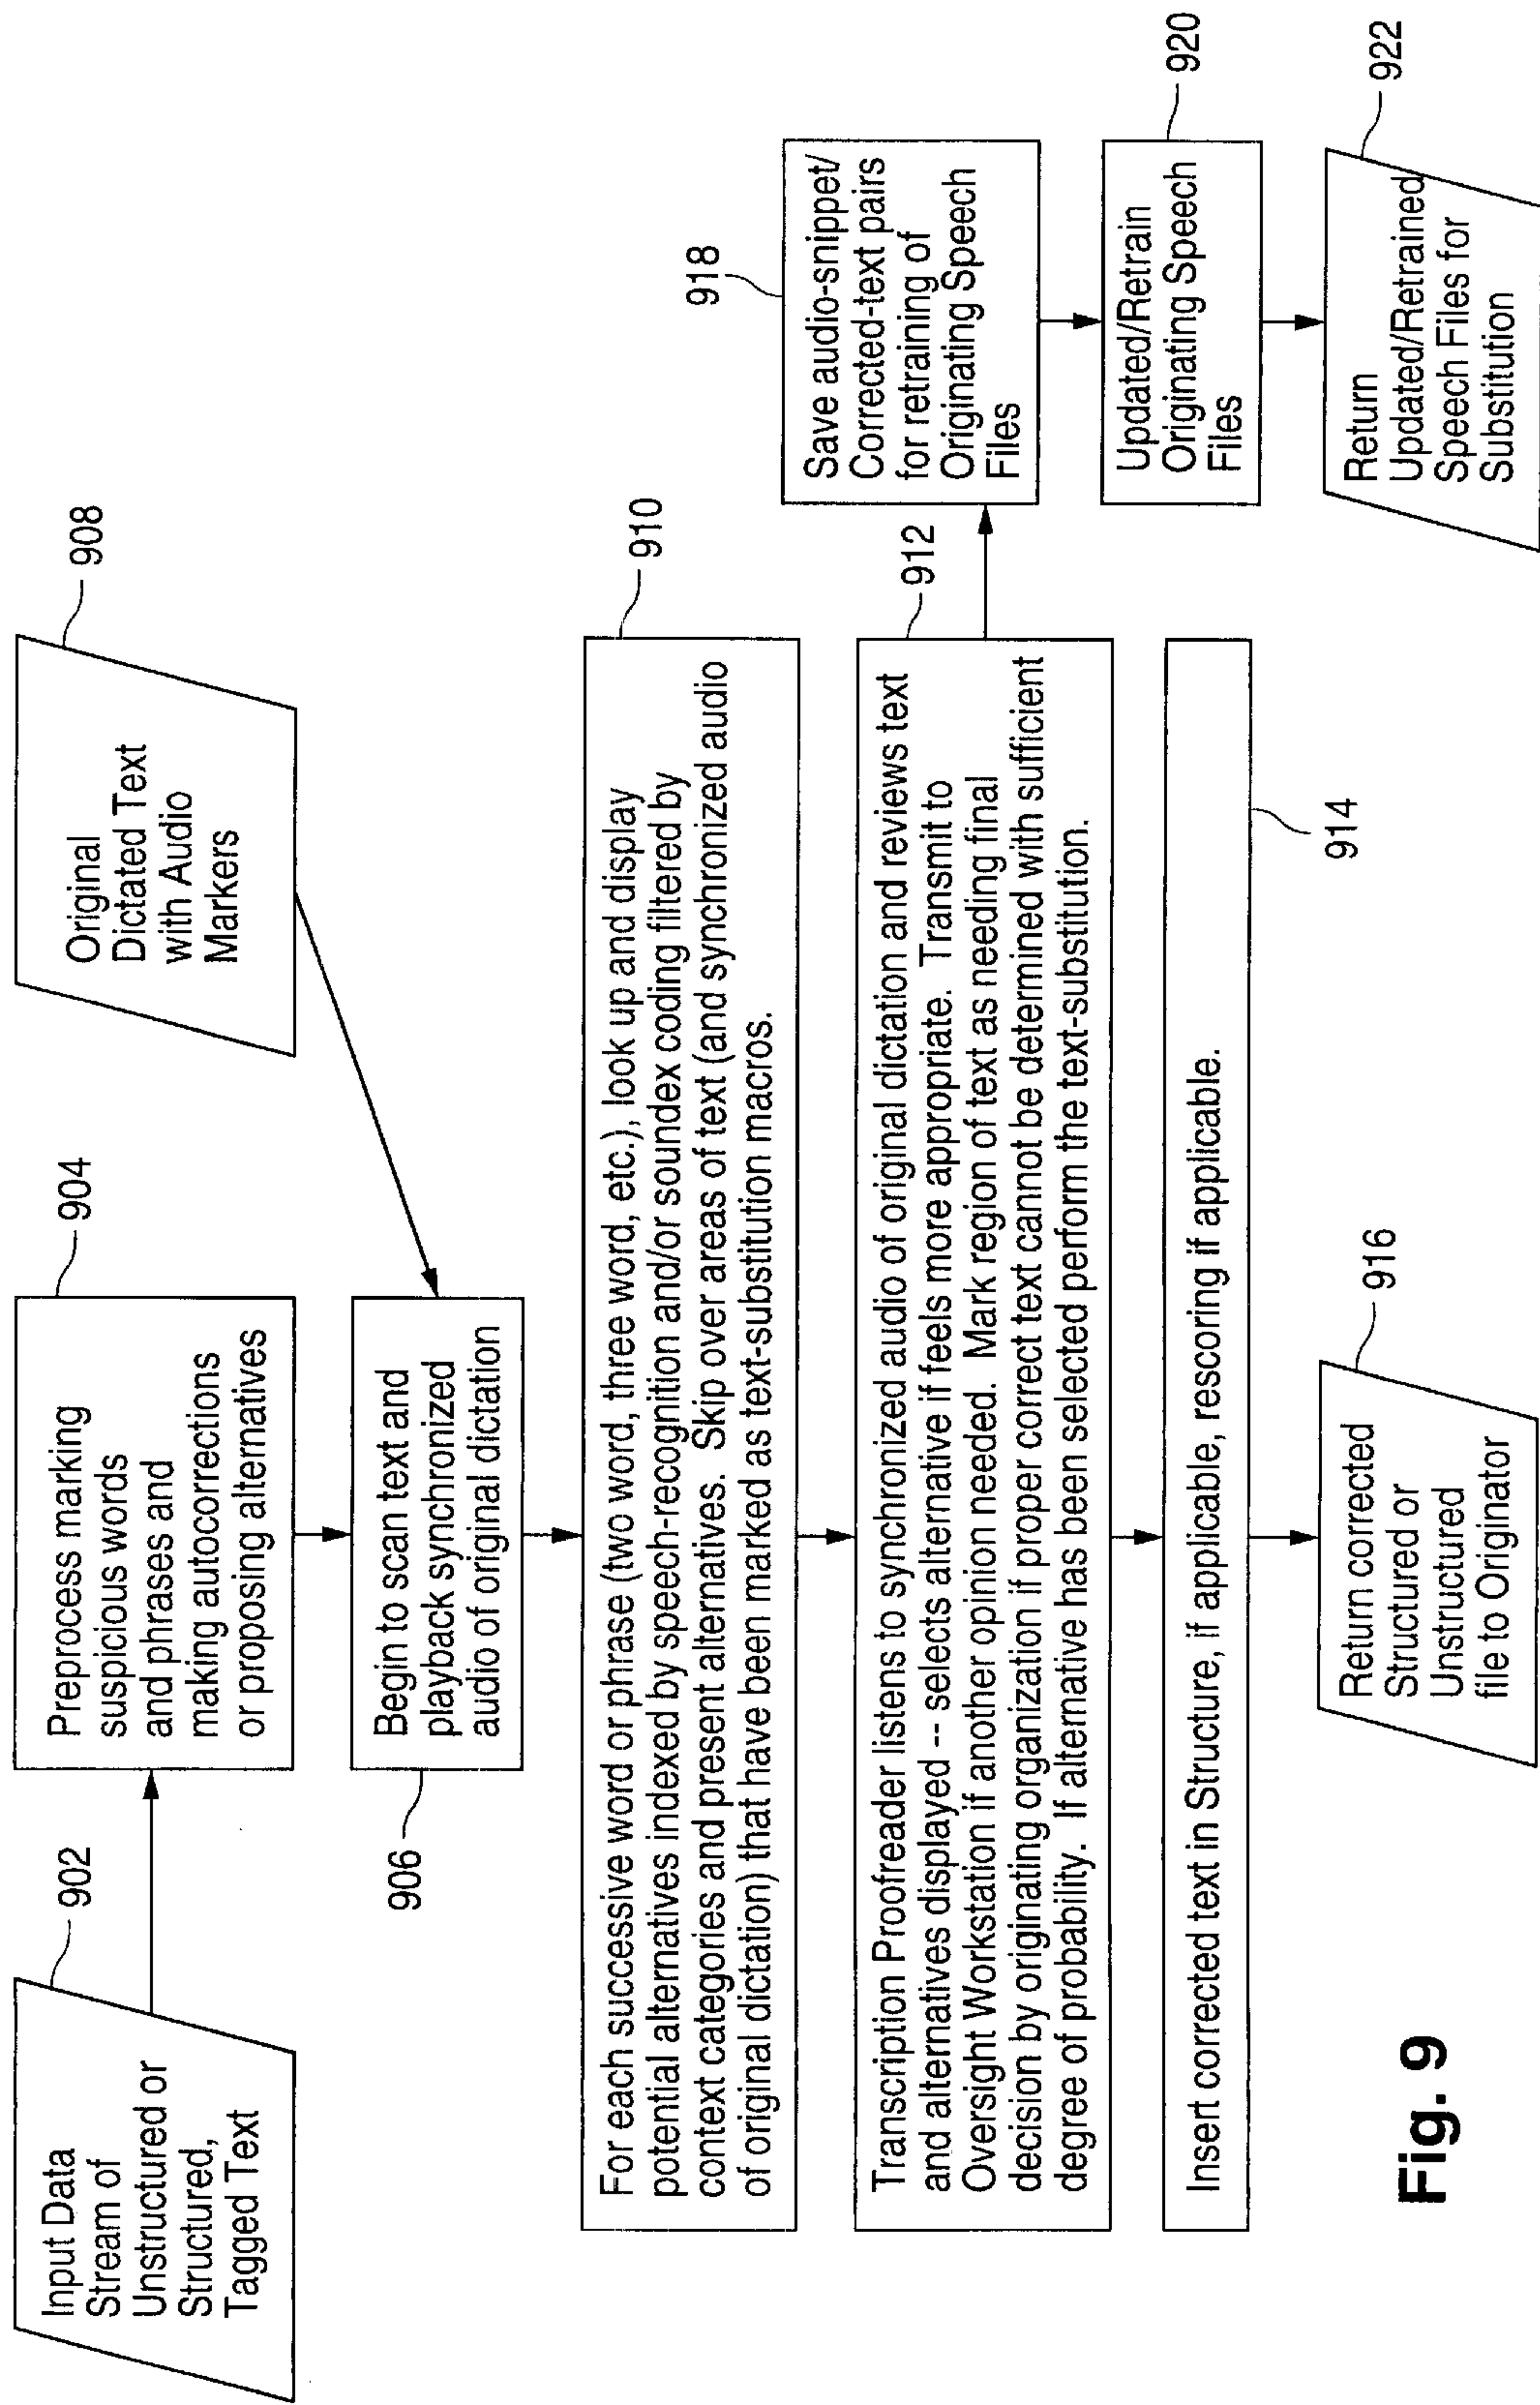 902
Input Data
Stream of
Unstructured or
Structured,
Tagged Text
904
Preprocess marking
suspicious words
and phrases and
making autocorrections
or proposing alternatives
908
Original
Dictated Text
with Audio
Markers
906
Begin to scan text and
playback synchronized
audio of original dictation
910
For each successive word or phrase (two word, three word, etc.), look up and display
potential alternatives indexed by speech-recognition and/or soundex coding filtered by
context categories and present alternatives. Skip over areas of text (and synchronized audio
of original dictation) that have been marked as text-substitution macros.
912
Transcription Proofreader listens to synchronized audio of original dictation and reviews text
and alternatives displayed -- selects alternative if feels more appropriate. Transmit to
Oversight Workstation if another opinion needed. Mark region of text as needing final
decision by originating organization if proper correct text cannot be determined with sufficient
degree of probability. If alternative has been selected perform the text-substitution.
918
Save audio-snippet/
Corrected-text pairs
for retraining of
Originating Speech
Files
920
Updated/Retrain
Originating Speech
Files
922
Return
Updated/Retrained
Speech Files for
Substitution
Insert corrected text in Structure, if applicable, rescoring if applicable.
914
916
Return corrected
Structured or
Unstructured
file to Originator
Fig. 9